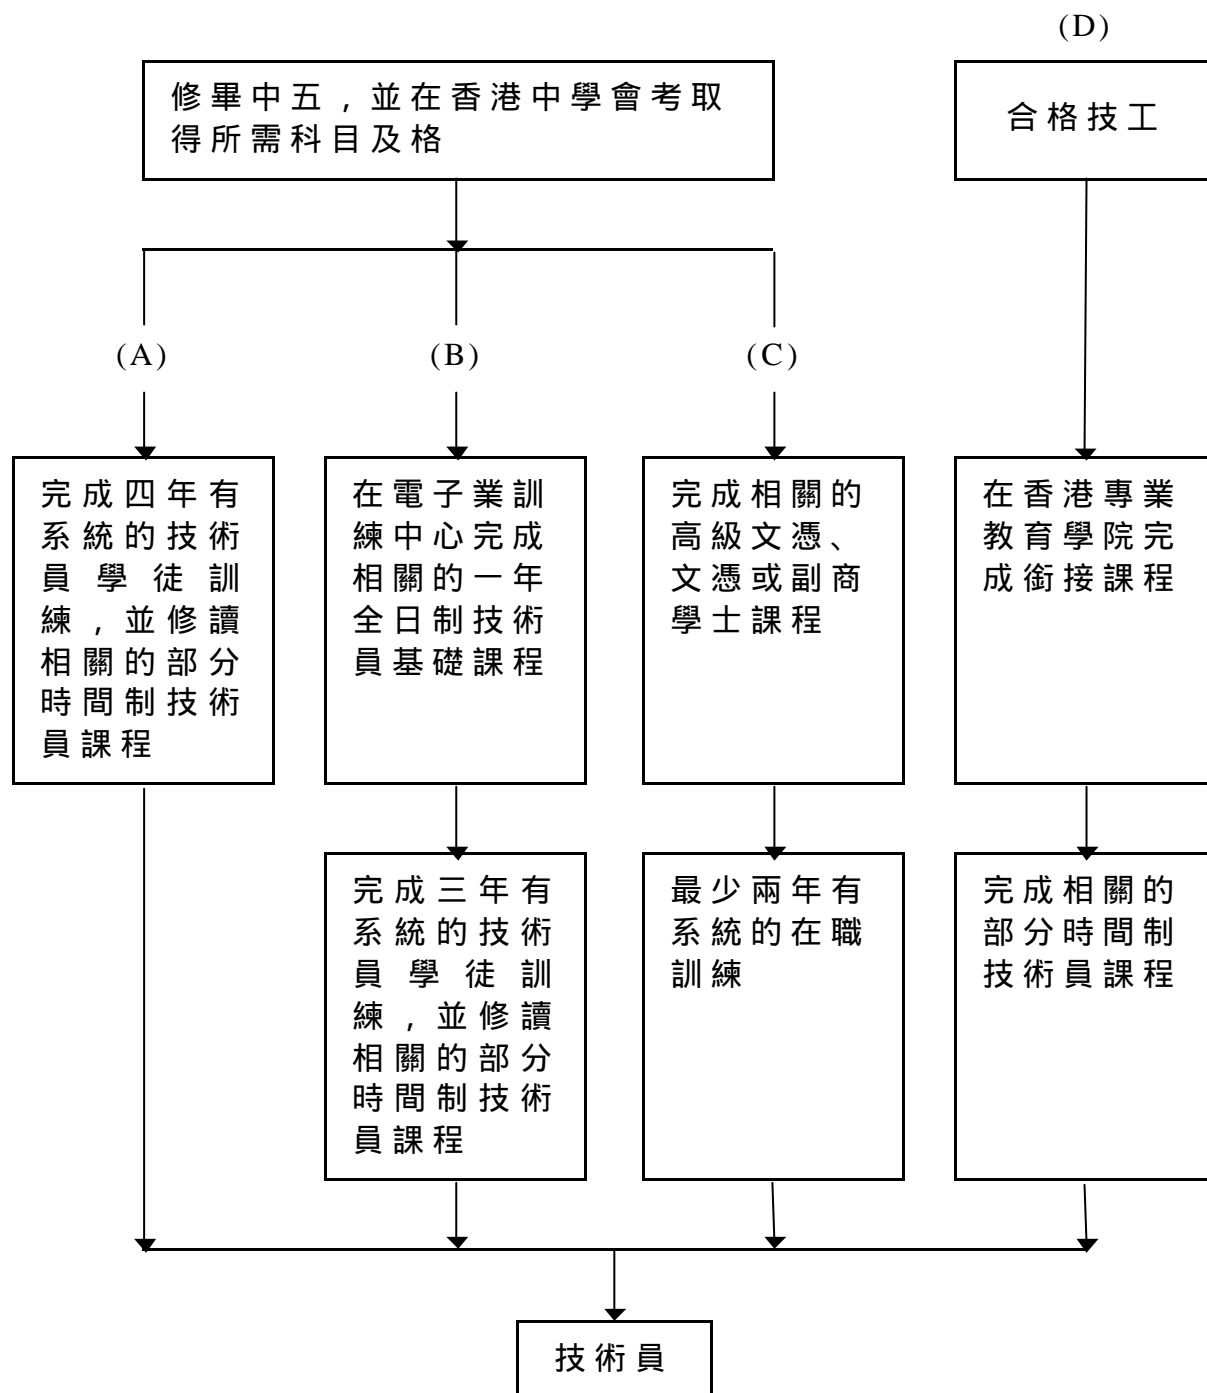 (D)
修畢中五，並在香港中學會考取
得所需科目及格
合格技工
(A)
(B)
(C)
完成四年有
系統的技術
員學徒訓
練，並修讀
相關的部分
時間制技術
員課程
在電子業訓
練中心完成
相關的一年
全日制技術
員基礎課程
完成相關的
高級文憑、
文憑或副商
學士課程
在香港專業
教育學院完
成銜接課程
完成三年有
系統的技術
員學徒訓
練，並修讀
相關的部分
時間制技術
員課程
最少兩年有
系統的在職
訓練
完成相關的
部分時間制
技術員課程
技術員